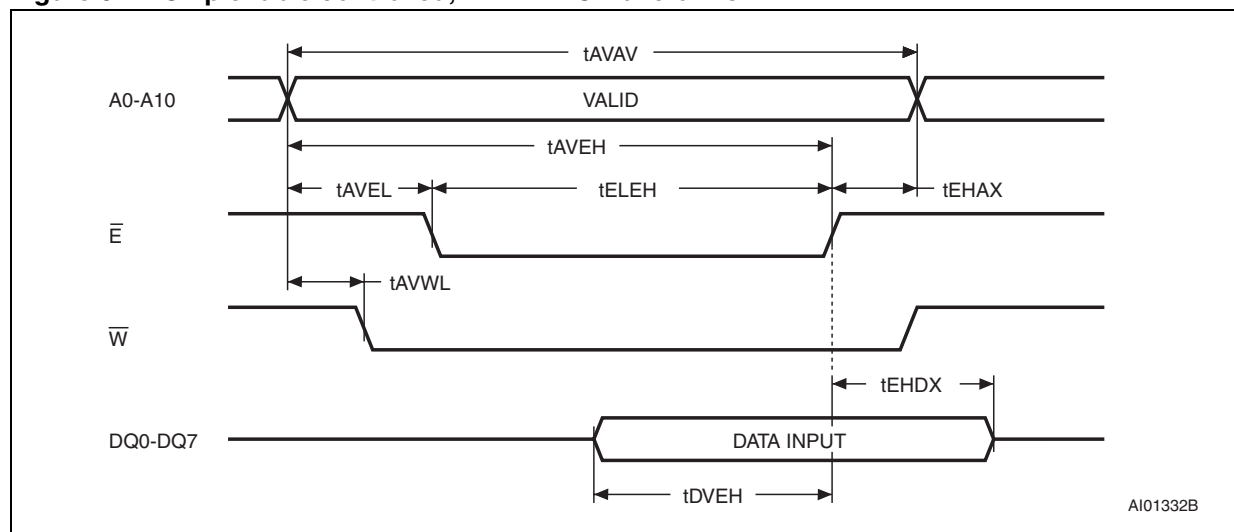 tAVAV
A0-A10
VALID
tAVEH
tAVEL
tELEH
tEHAX
E
tAVWL
W
tEHDX
DQ0-DQ7
DATA INPUT
tDVEH
AI01332B